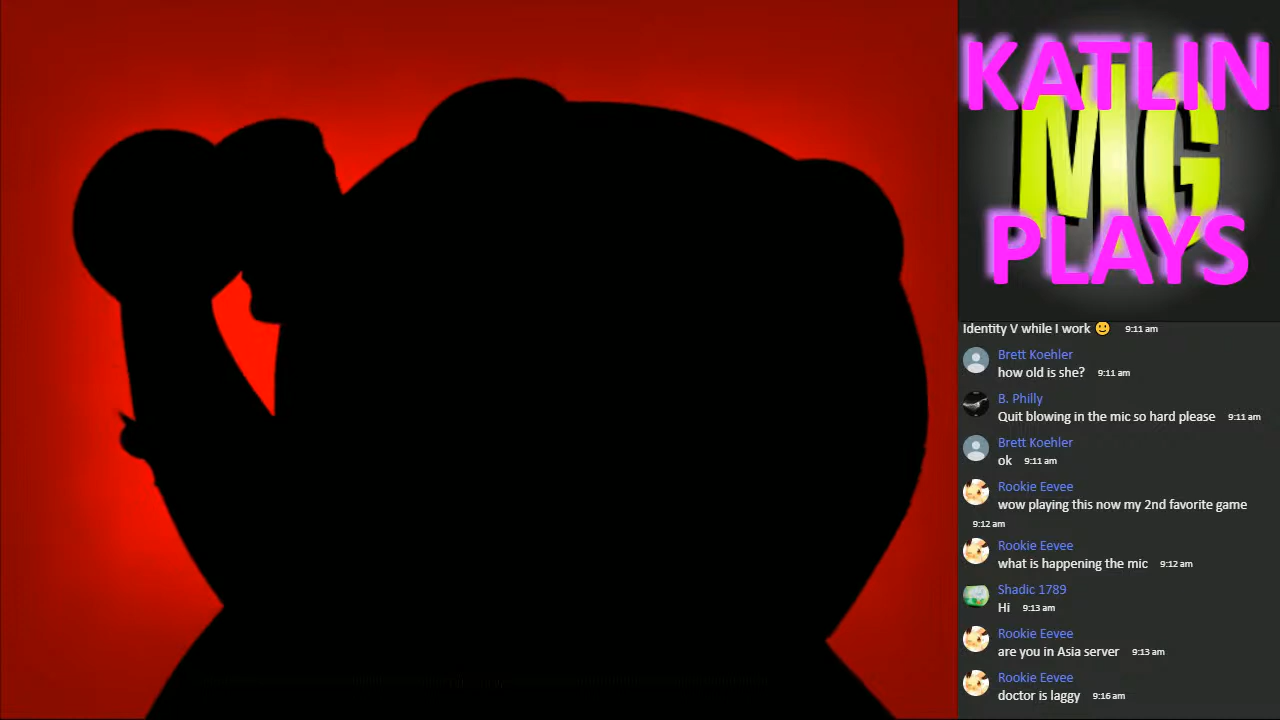 KATLIN
MG
PLAYS
Identity V while I work 🙂 9:11 am
Brett Koehler
how old is she? 9:11 am
B. Philly
Quit blowing in the mic so hard please 9:11 am
Brett Koehler
ok 9:11 am
Rookie Eevee
wow playing this now my 2nd favorite game
9:12 am
Rookie Eevee
what is happening the mic 9:12 am
Shadic 1789
Hi 9:13 am
Rookie Eevee
are you in Asia server 9:13 am
Rookie Eevee
doctor is laggy 9:16 am